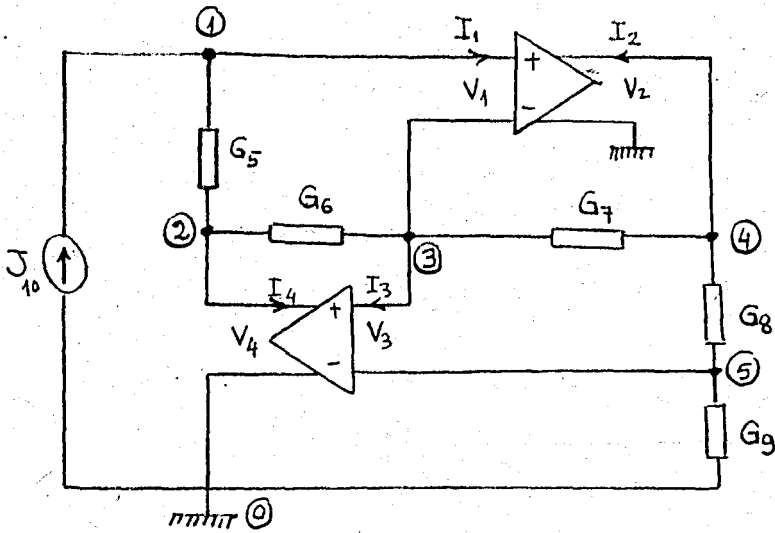 ①
I₁
I₂
+
V₁
V₂
-
G₅
②
G₆
G₇
③
④
J₁₀
I₄
I₃
+
G₈
V₄
V₃
-
⑤
G₉
⓪